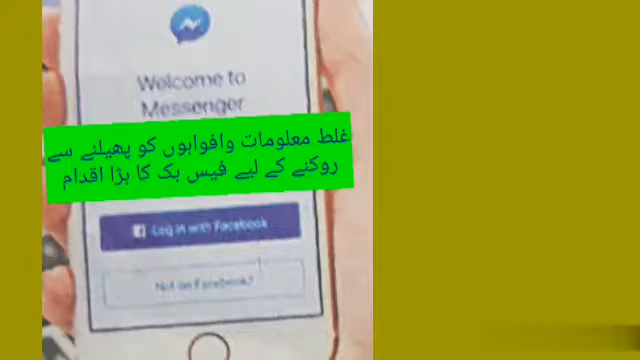 Welcome to
Messenger
غلط معلومات وافواہوں کو پھیلنے سے
روکنے کے لیے فیس بک کا بڑا اقدام
Log in with Facebook
Not on Facebook?